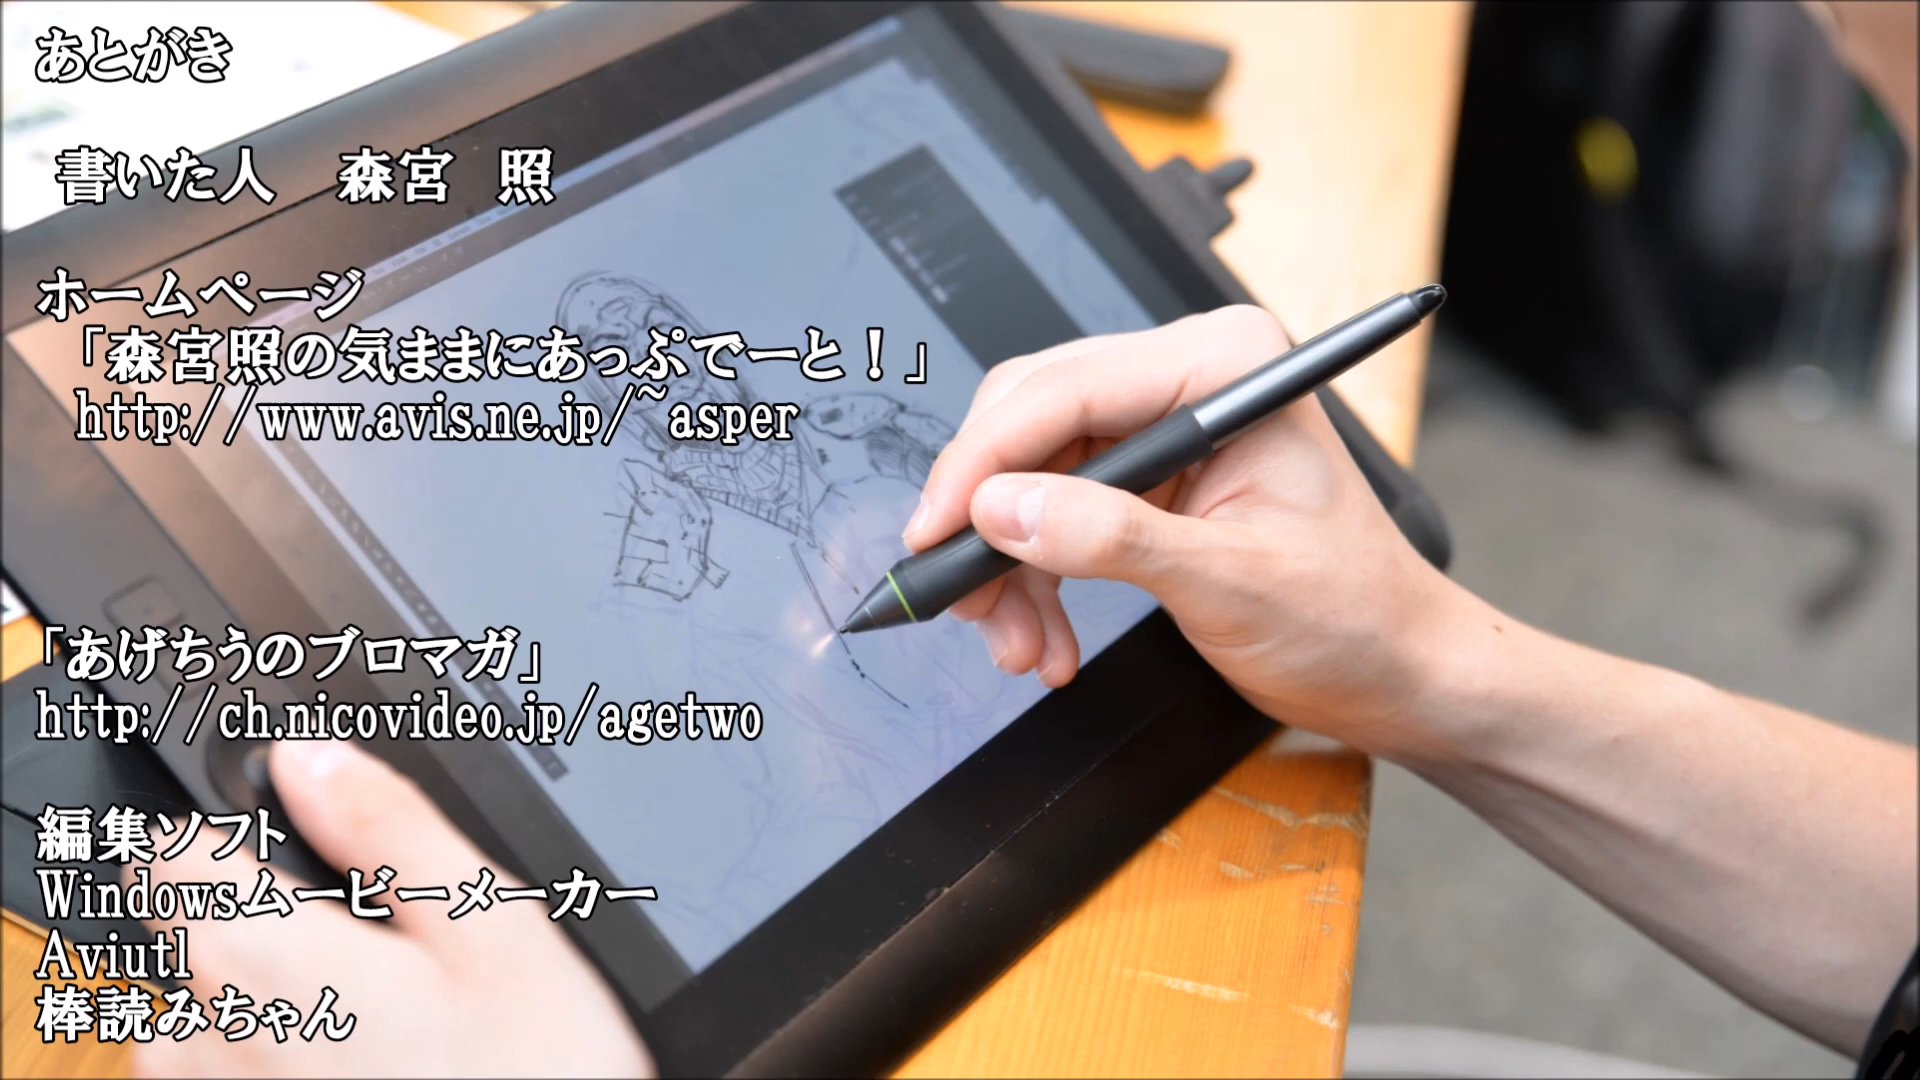 あとがき
書いた人　森宮　照
ホームページ
「森宮照の気ままにあっぷでーと！」
http://www.avis.ne.jp/~asper
「あげちうのブロマガ」
http://ch.nicovideo.jp/agetwo
編集ソフト
Windowsムービーメーカー
Aviutl
棒読みちゃん